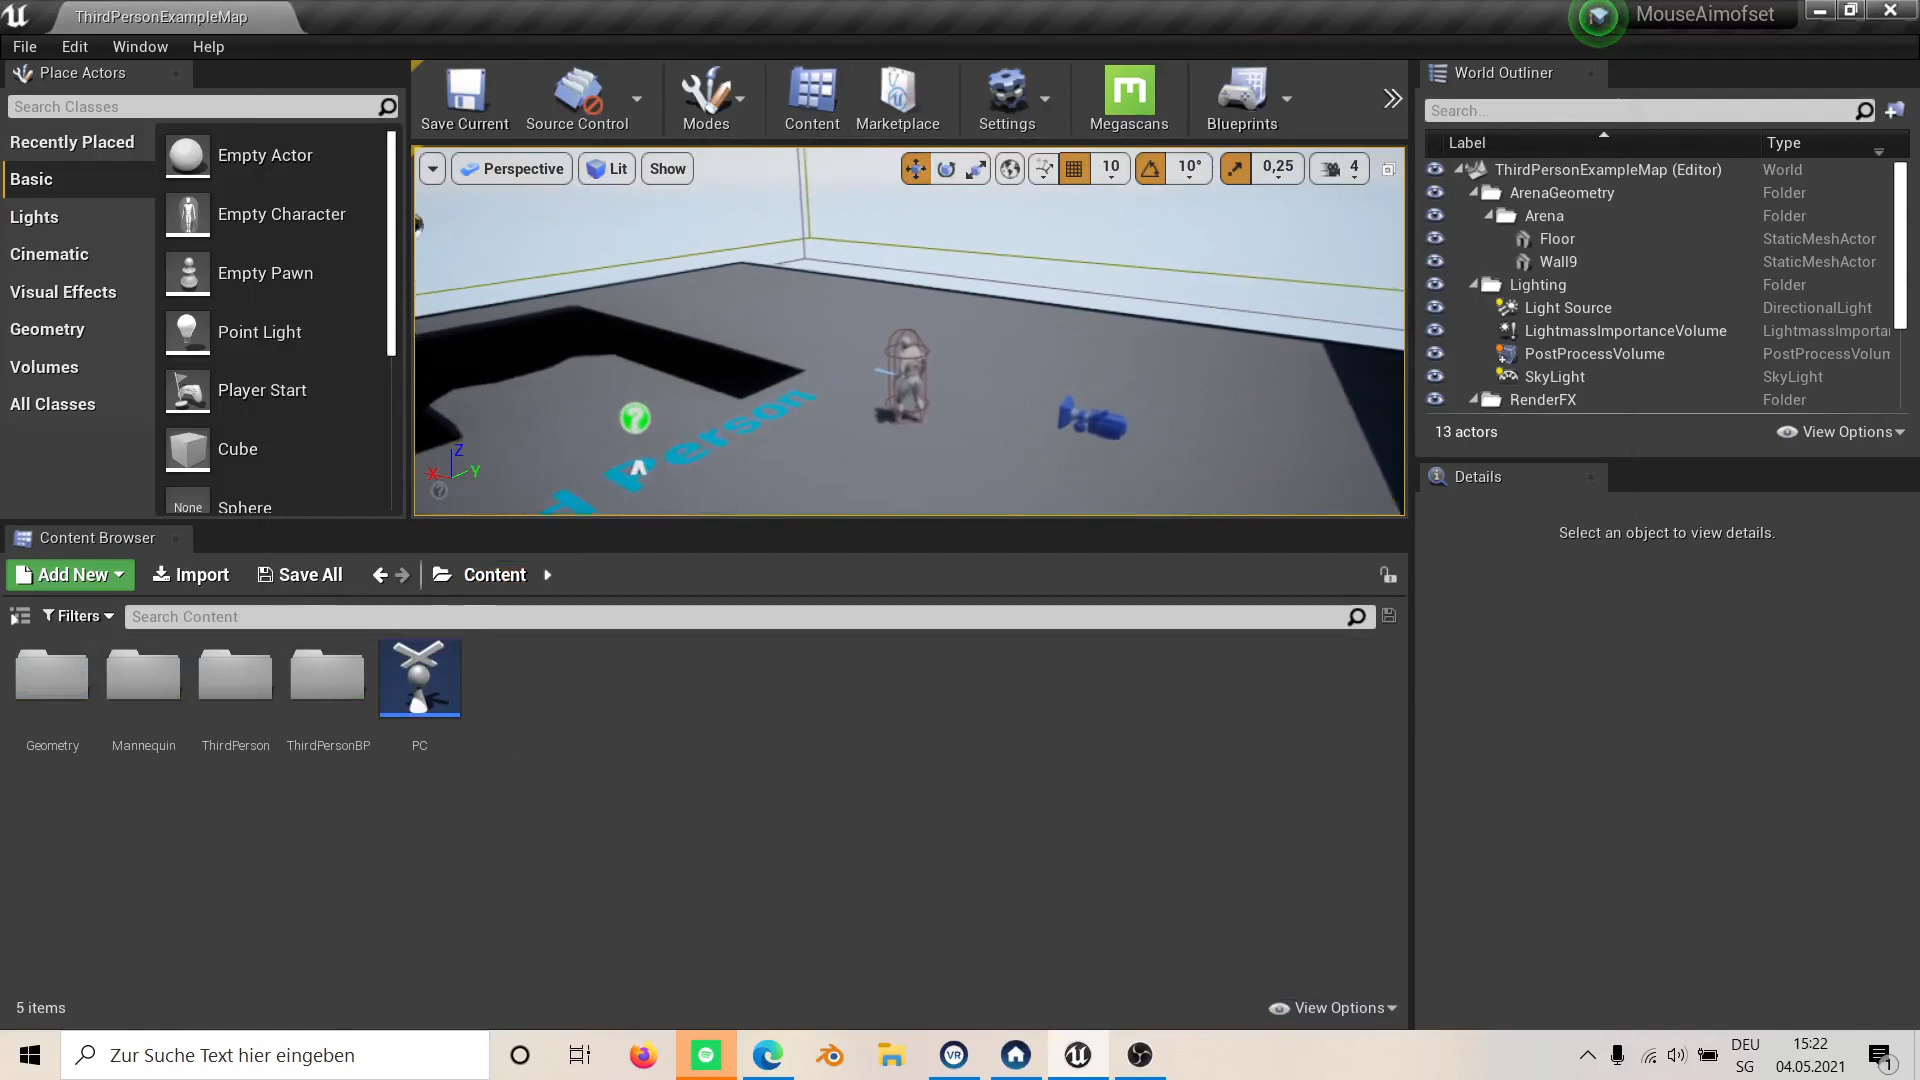 ThirdPersonExampleMap
MouseAimofset
File Edit Window Help
Place Actors
Search Classes
Recently Placed
Basic
Lights
Cinematic
Visual Effects
Geometry
Volumes
All Classes
Empty Actor
Empty Character
Empty Pawn
Point Light
Player Start
Cube
None Sphere
Save Current Source Control Modes Content Marketplace Settings Megascans Blueprints
Perspective Lit Show 10 10° 0,25 4
d Person
Z
X Y
World Outliner
Search...
Label Type
ThirdPersonExampleMap (Editor) World
ArenaGeometry Folder
Arena Folder
Floor StaticMeshActor
Wall9 StaticMeshActor
Lighting Folder
Light Source DirectionalLight
LightmassImportanceVolume LightmassImporta
PostProcessVolume PostProcessVolun
SkyLight SkyLight
RenderFX Folder
13 actors View Options
Details
Select an object to view details.
Content Browser
Add New Import Save All Content
Filters Search Content
Geometry Mannequin ThirdPerson ThirdPersonBP PC
5 items View Options
Zur Suche Text hier eingeben
VR
DEU
SG
15:22
04.05.2021
1